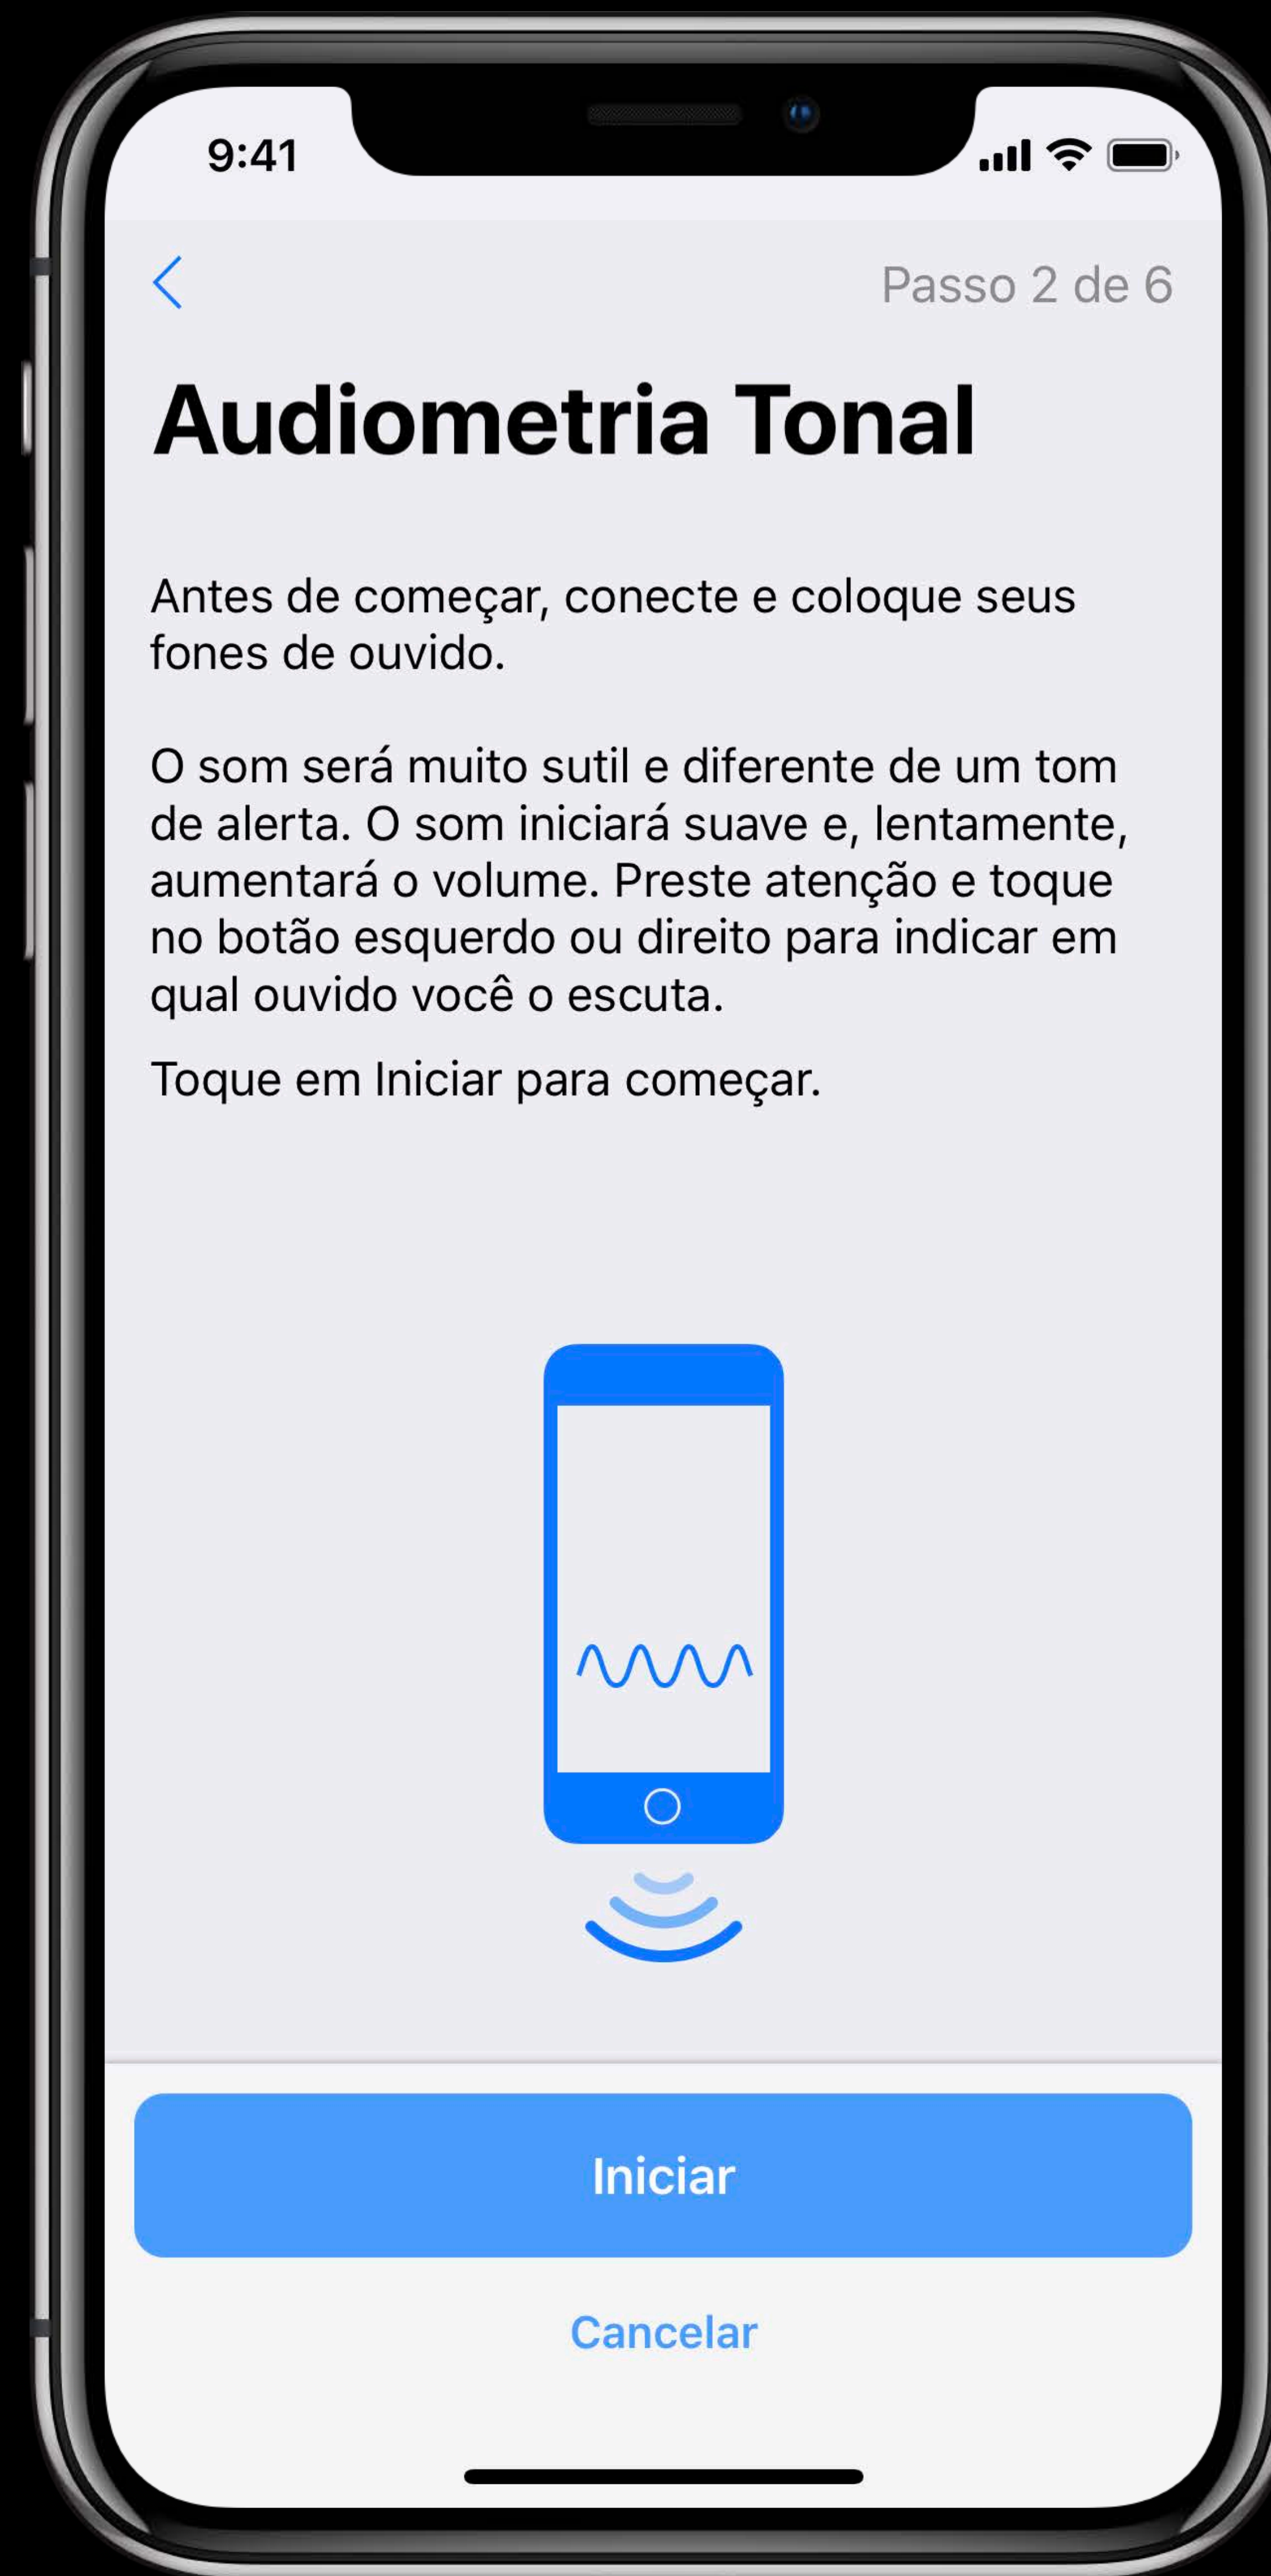 9:41
Passo 2 de 6
Audiometria Tonal
Antes de começar, conecte e coloque seus
fones de ouvido.
O som será muito sutil e diferente de um tom
de alerta. O som iniciará suave e, lentamente,
aumentará o volume. Preste atenção e toque
no botão esquerdo ou direito para indicar em
qual ouvido você o escuta.
Toque em Iniciar para começar.
Iniciar
Cancelar